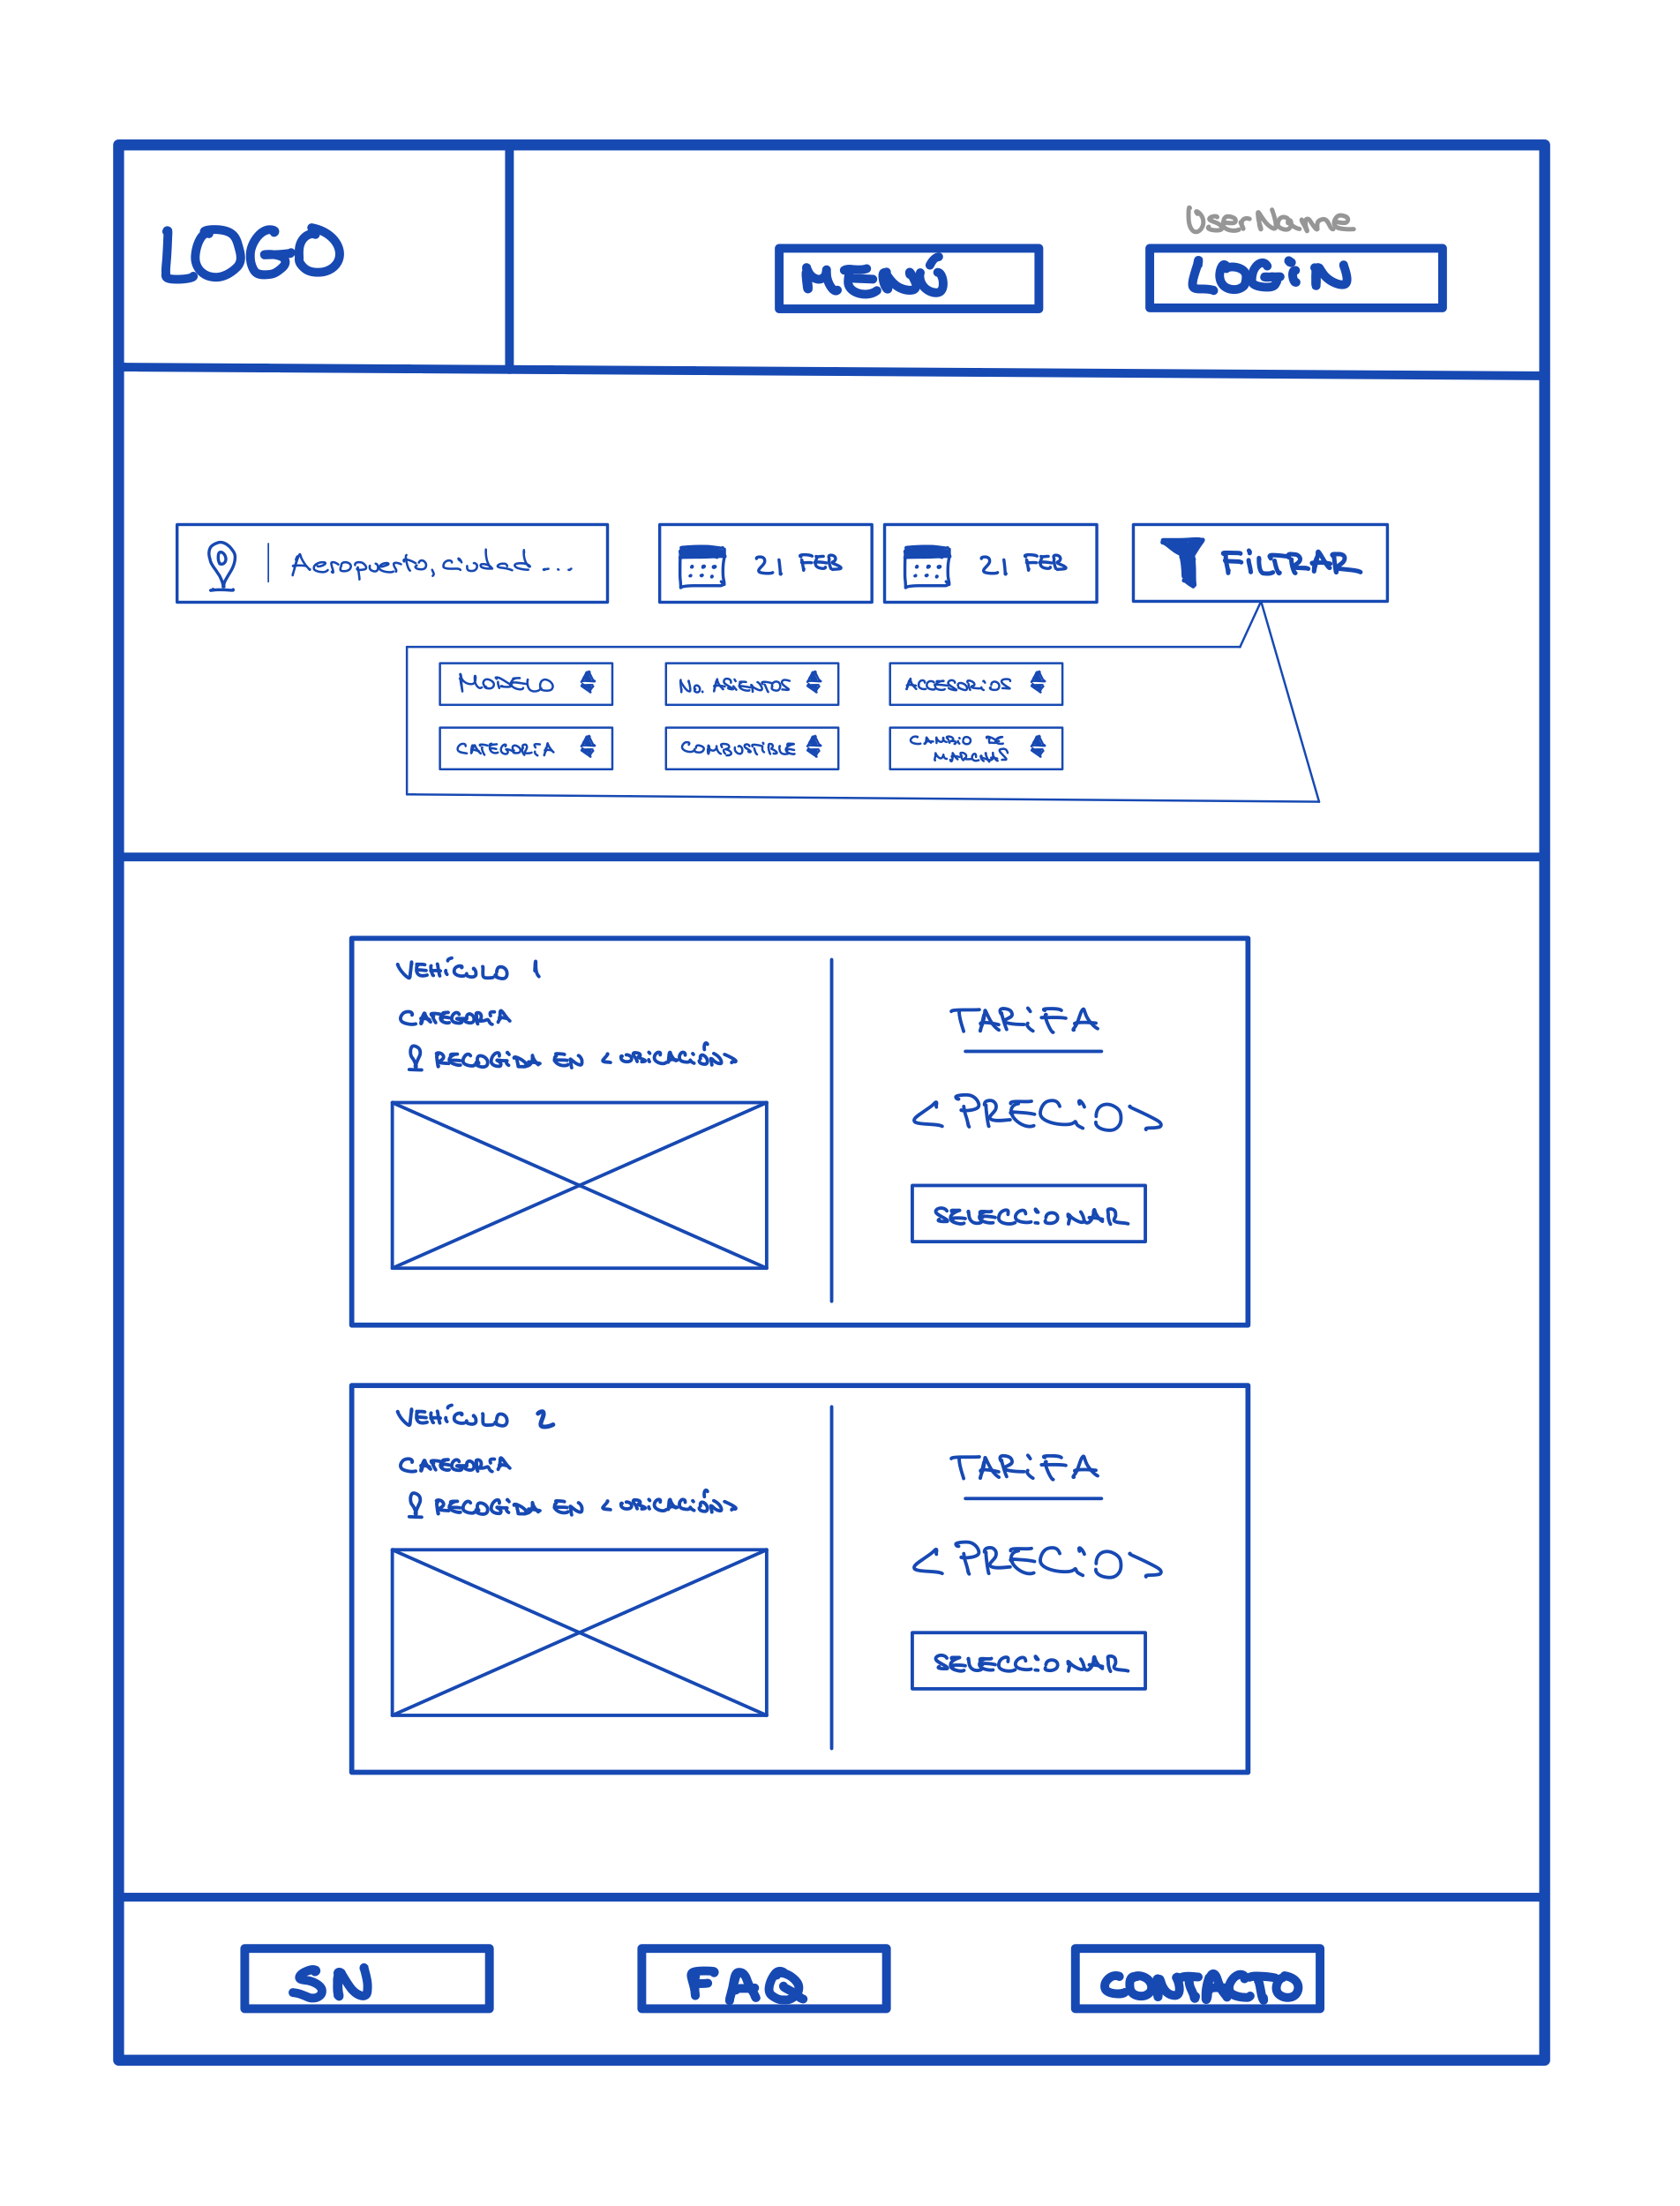 LOGO
UserName
MENÚ
LOGIN
Aeropuerto, ciudad ...
21 FEB
21 FEB
FILTRAR
MODELO
No. ASIENTOS
ACCESORIOS
CATEGORÍA
COMBUSTIBLE
CAMBIO DE
MARCHAS
VEHÍCULO 1
CATEGORÍA
RECOGIDA EN <UBICACIÓN>
TARIFA
<PRECIO>
SELECCIONAR
VEHÍCULO 2
CATEGORÍA
RECOGIDA EN <UBICACIÓN>
TARIFA
<PRECIO>
SELECCIONAR
SN
FAQ
CONTACTO